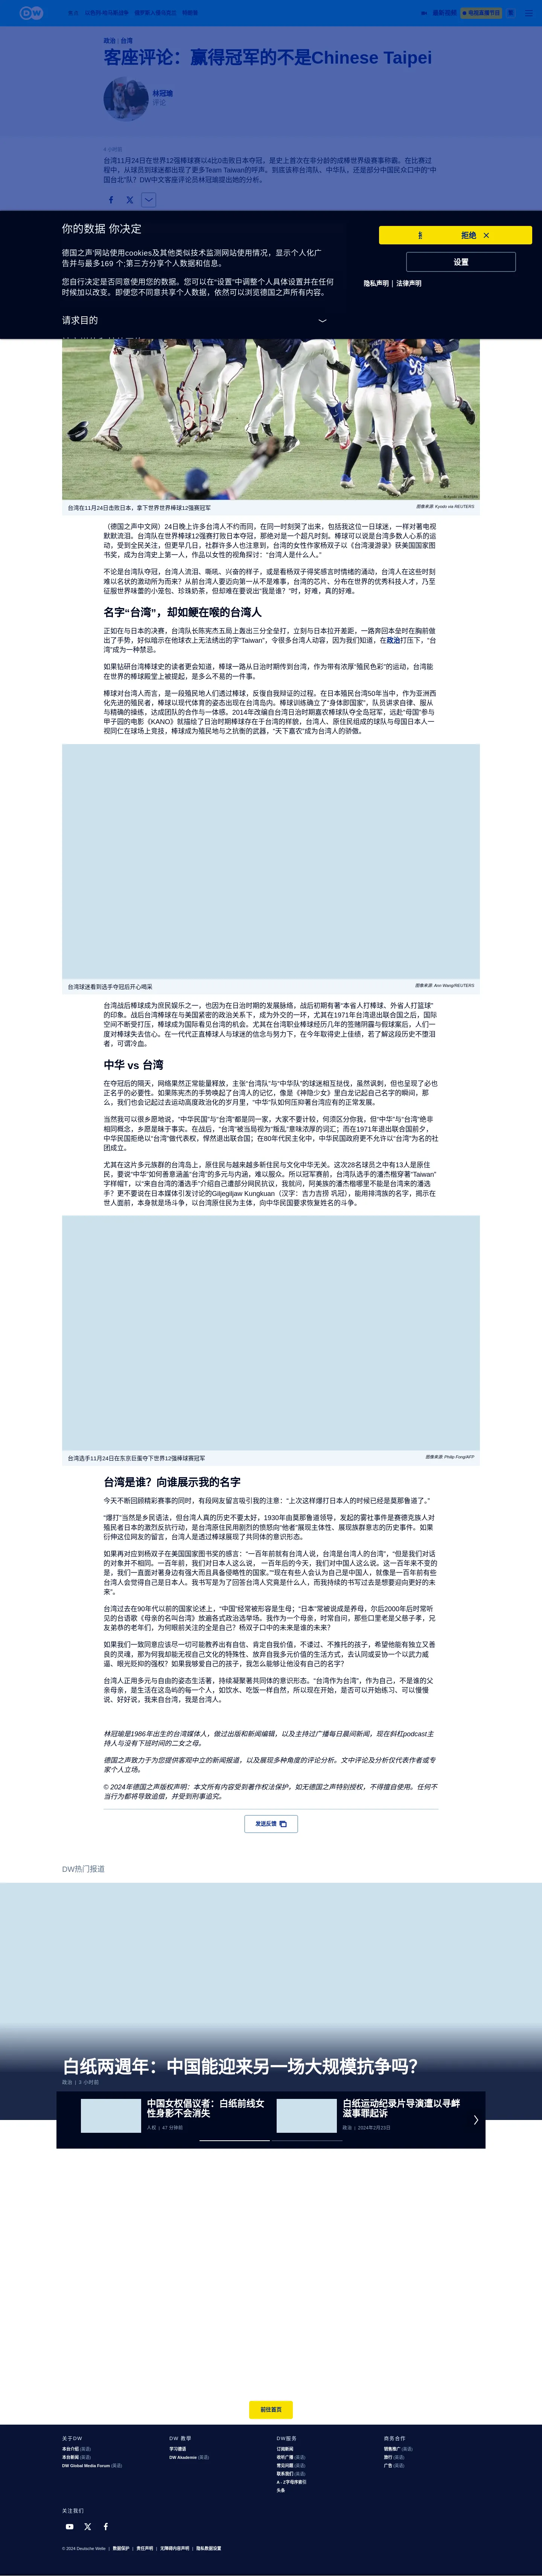 政治 | 台湾
客座评论：赢得冠军的不是Chinese Taipei
林冠瑜
评论
台湾11月24日在世界12强棒球赛以4比0击败日本夺冠，是史上首次在非分龄的成棒世界级赛事称霸。在比赛过
程中，从球员到球迷都出现了更多Team Taiwan的呼声。到底该称台湾队、中华队，还是部分中国民众口中的“中
国台北”队？DW中文客座评论员林冠瑜提出她的分析。
你的数据 你决定
德国之声'网站使用cookies及其他类似技术监测网站使用情况，显示个人化广
告并与最多169 个;第三方分享个人数据和信息。
您自行决定是否同意使用您的数据。您可以在“设置”中调整个人具体设置并在任何
时候加以改变。即便您不同意共享个人数据，依然可以浏览德国之声所有内容。
请求目的
拒绝
设置
隐私声明 | 法律声明
台湾在11月24日击败日本，拿下世界世界棒球12强赛冠军
图像来源: Kyodo via REUTERS
（德国之声中文网）24日晚上许多台湾人不约而同，在同一时刻哭了出来，包括我这位一日球迷，一样对著电视
默默流泪。台湾队在世界棒球12强赛打败日本夺冠，那绝对是一个超凡时刻。棒球可以说是台湾多数人心系的运
动，受到全民关注，但更早几日，社群许多人也注意到，台湾的女性作家杨双子以《台湾漫游录》获美国国家图
书奖，成为台湾史上第一人，作品以女性的视角探讨：“台湾人是什么人。”
不论是台湾队夺冠，台湾人流泪、嘶吼、兴奋的样子，或是看杨双子得奖感言时情绪的涌动，台湾人在这些时刻
难以名状的激动所为而来？从前台湾人要迈向第一从不是难事，台湾的芯片、分布在世界的优秀科技人才，乃至
征服世界味蕾的小笼包、珍珠奶茶，但却难在要说出“我是谁？”时，好难，真的好难。
名字“台湾”，却如鲠在喉的台湾人
正如在与日本的决赛，台湾队长陈宪杰五局上轰出三分全垒打，立刻与日本拉开差距，一路奔回本垒时在胸前做
出了手势，好似暗示在他球衣上无法绣出的字“Taiwan”，令很多台湾人动容，因为我们知道，在政治打压下，“台
湾”成为一种禁忌。
如果钻研台湾棒球史的读者更会知道，棒球一路从日治时期传到台湾，作为带有浓厚“殖民色彩”的运动，台湾能
在世界的棒球殿堂上被提起，是多么不易的一件事。
棒球对台湾人而言，是一段殖民地人们透过棒球，反復自我辩证的过程。在日本殖民台湾50年当中，作为亚洲西
化先进的殖民者，棒球以现代体育的姿态出现在台湾岛内。棒球训练确立了“身体即国家”，队员讲求自律、服从
与精确的操练，达成团队的合作与一体感。2014年改编自台湾日治时期嘉农棒球队夺全岛冠军，远赴“母国”参与
甲子园的电影《KANO》就描绘了日治时期棒球存在于台湾的样貌，台湾人、原住民组成的球队与母国日本人一
视同仁在球场上竞技，棒球成为殖民地与之抗衡的武器，“天下嘉农”成为台湾人的骄傲。
台湾球迷看到选手夺冠后开心喝采
图像来源: Ann Wang/REUTERS
台湾战后棒球成为庶民娱乐之一，也因为在日治时期的发展脉络，战后初期有著“本省人打棒球、外省人打篮球”
的印象。战后台湾棒球在与美国紧密的政治关系下，成为外交的一环，尤其在1971年台湾退出联合国之后，国际
空间不断受打压，棒球成为国际看见台湾的机会。尤其在台湾职业棒球经历几年的签赌阴霾与假球案后，人们一
度对棒球失去信心。在一代代正直棒球人与球迷的信念与努力下，在今年取得史上佳绩，若了解这段历史不堕泪
者，可谓冷血。
中华 vs 台湾
在夺冠后的隔天，网络果然正常能量释放，主张“台湾队”与“中华队”的球迷相互扯伐，虽然讽刺，但也呈现了必也
正名乎的必要性。如果陈宪杰的手势唤起了台湾人的记忆，像是《神隐少女》里白龙记起自己名字的瞬间，那
么，我们也会记起过去运动高度政治化的岁月里，“中华”队如何压抑著台湾应有的正常发展。
当然我可以很多愿地说，“中华民国”与“台湾”都是同一家，大家不要计较，何须区分你我，但“中华”与“台湾”绝非
相同概念，乡愿是昧于事实。在战后，“台湾”被当局视为“叛乱”意味浓厚的词汇；而在1971年退出联合国前夕，
中华民国拒绝以“台湾”做代表权，悍然退出联合国；在80年代民主化中，中华民国政府更不允许以“台湾”为名的社
团成立。
尤其在这片多元族群的台湾岛上，原住民与越来越多新住民与文化中华无关。这次28名球员之中有13人是原住
民，要说“中华”如何善意涵盖“台湾”的多元与内涵，难以服众。所以冠军赛前，台湾队选手的潘杰楷穿著“Taiwan”
字样帽T，以“来自台湾的潘选手”介绍自己遭部分网民抗议，我就问，阿美族的潘杰楷哪里不能是台湾来的潘选
手？更不要说在日本媒体引发讨论的Giljegiljaw Kungkuan（汉字：吉力吉捞 巩冠），能用排湾族的名字，揭示在
世人面前，本身就是场斗争，以台湾原住民为主体，向中华民国要求恢复姓名的斗争。
台湾选手11月24日在东京巨蛋夺下世界12强棒球赛冠军
图像来源: Philip Fong/AFP
台湾是谁？向谁展示我的名字
今天不断回顾精彩赛事的同时，有段网友留言吸引我的注意：“上次这样爆打日本人的时候已经是莫那鲁道了。”
“爆打”当然是乡民语法，但台湾人真的历史不要太好，1930年由莫那鲁道领导，发起的雾社事件是赛德克族人对
殖民者日本的激烈反抗行动，是台湾原住民用剧烈的愤怒向“他者”展现主体性、展现族群意志的历史事件。如果
衍伸这位网友的留言，台湾人是透过棒球展现了共同体的意识形态。
如果再对应到杨双子在美国国家图书奖的感言：“一百年前就有台湾人说，台湾是台湾人的台湾”，“但是我们对话
的对象并不相同。一百年前，我们对日本人这么说，一百年后的今天，我们对中国人这么说。一百年来不变的
是，我们一直面对著身边有强大而且具备侵略性的国家。”“现在有些人会认为自己是中国人，就像是一百年前有些
台湾人会觉得自己是日本人。我书写是为了回答台湾人究竟是什么人，而我持续的书写过去是想要迎向更好的未
来”。
台湾过去在90年代以前的国家论述上，“中国”经常被形容是生母；“日本”常被说成是养母，尔后2000年后时常听
见的台语歌《母亲的名叫台湾》放遍各式政治选举场。我作为一个母亲，时常自问，那些口里老是父慈子孝，兄
友弟恭的老年们，为何眼前关注的全是自己？杨双子口中的未来是谁的未来？
如果我们一致同意应该尽一切可能教养出有自信、肯定自我价值，不谄过、不推托的孩子，希望他能有独立又善
良的灵魂，那为何我却能无视自己文化的特殊性，放弃自我多元价值的生活方式，去认同或妥协一个以武力威
逼、眼光贬抑的强权？如果我够爱自己的孩子，我怎么能够让他没有自己的名字？
台湾人正用多元与自由的姿态生活著，持续凝聚著共同体的意识形态。“台湾作为台湾”，作为自己，不是谁的父
亲母亲，是生活在这岛屿的每一个人，如饮水、吃饭一样自然，所以现在开始，是否可以开始练习、可以慢慢
说、好好说，我来自台湾，我是台湾人。
林冠瑜是1986年出生的台湾媒体人，做过出版和新闻编辑，以及主持过广播每日晨间新闻，现在斜杠podcast主
持人与没有下班时间的二女之母。
德国之声致力于为您提供客观中立的新闻报道，以及展现多种角度的评论分析。文中评论及分析仅代表作者或专
家个人立场。
© 2024年德国之声版权声明：本文所有内容受到著作权法保护，如无德国之声特别授权，不得擅自使用。任何不
当行为都将导致追偿，并受到刑事追究。
发送反馈
DW热门报道
白纸两週年：中国能迎来另一场大规模抗争吗？
政治 | 3 小时前
中国女权倡议者：白纸前线女
性身影不会消失
人权 | 47 分钟前
白纸运动纪录片导演遭以寻衅
滋事罪起诉
政治 | 2024年2月23日
前往首页
关于DW
本台介绍 (英语)
本台新闻 (英语)
DW Global Media Forum (英语)
DW 教學
学习德语
DW Akademie (英语)
DW服务
订阅新闻
收听广播 (英语)
常见问题 (英语)
联系我们 (英语)
A - Z字母序索引
头条
商务合作
销售推广 (英语)
旅行 (英语)
广告 (英语)
关注我们
© 2024 Deutsche Welle | 数据保护 | 责任声明 | 无障碍内容声明 | 隐私数据设置